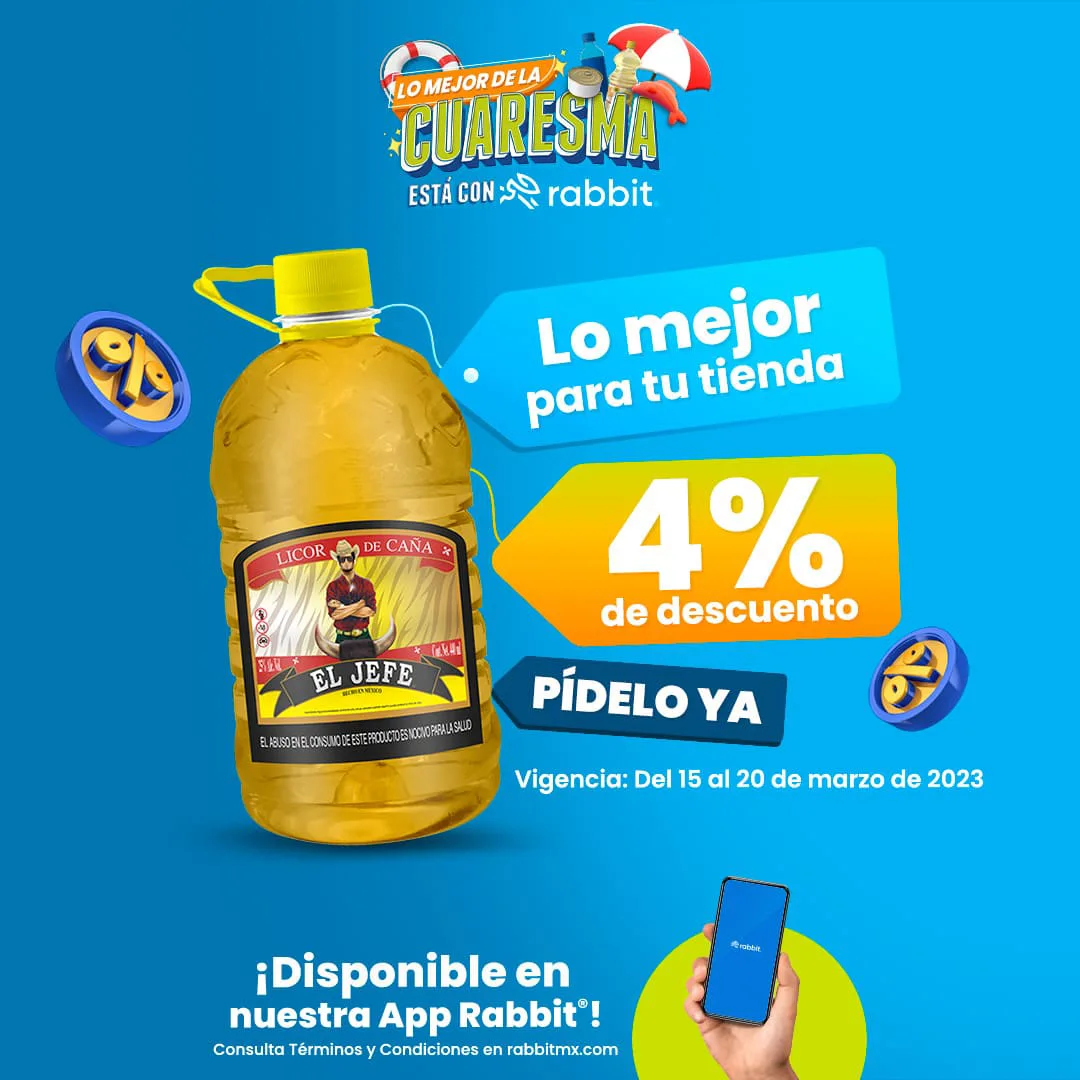 LO MEJOR DE LA
CUARESMA
ESTÁ CON rabbit
Lo mejor
para tu tienda
4%
de descuento
PÍDELO YA
LICOR DE CAÑA
EL JEFE
HECHO EN MÉXICO
EL ABUSO EN EL CONSUMO DE ESTE PRODUCTO ES NOCIVO PARA LA SALUD
Vigencia: Del 15 al 20 de marzo de 2023
rabbit
¡Disponible en
nuestra App Rabbit®!
Consulta Términos y Condiciones en rabbitmx.com